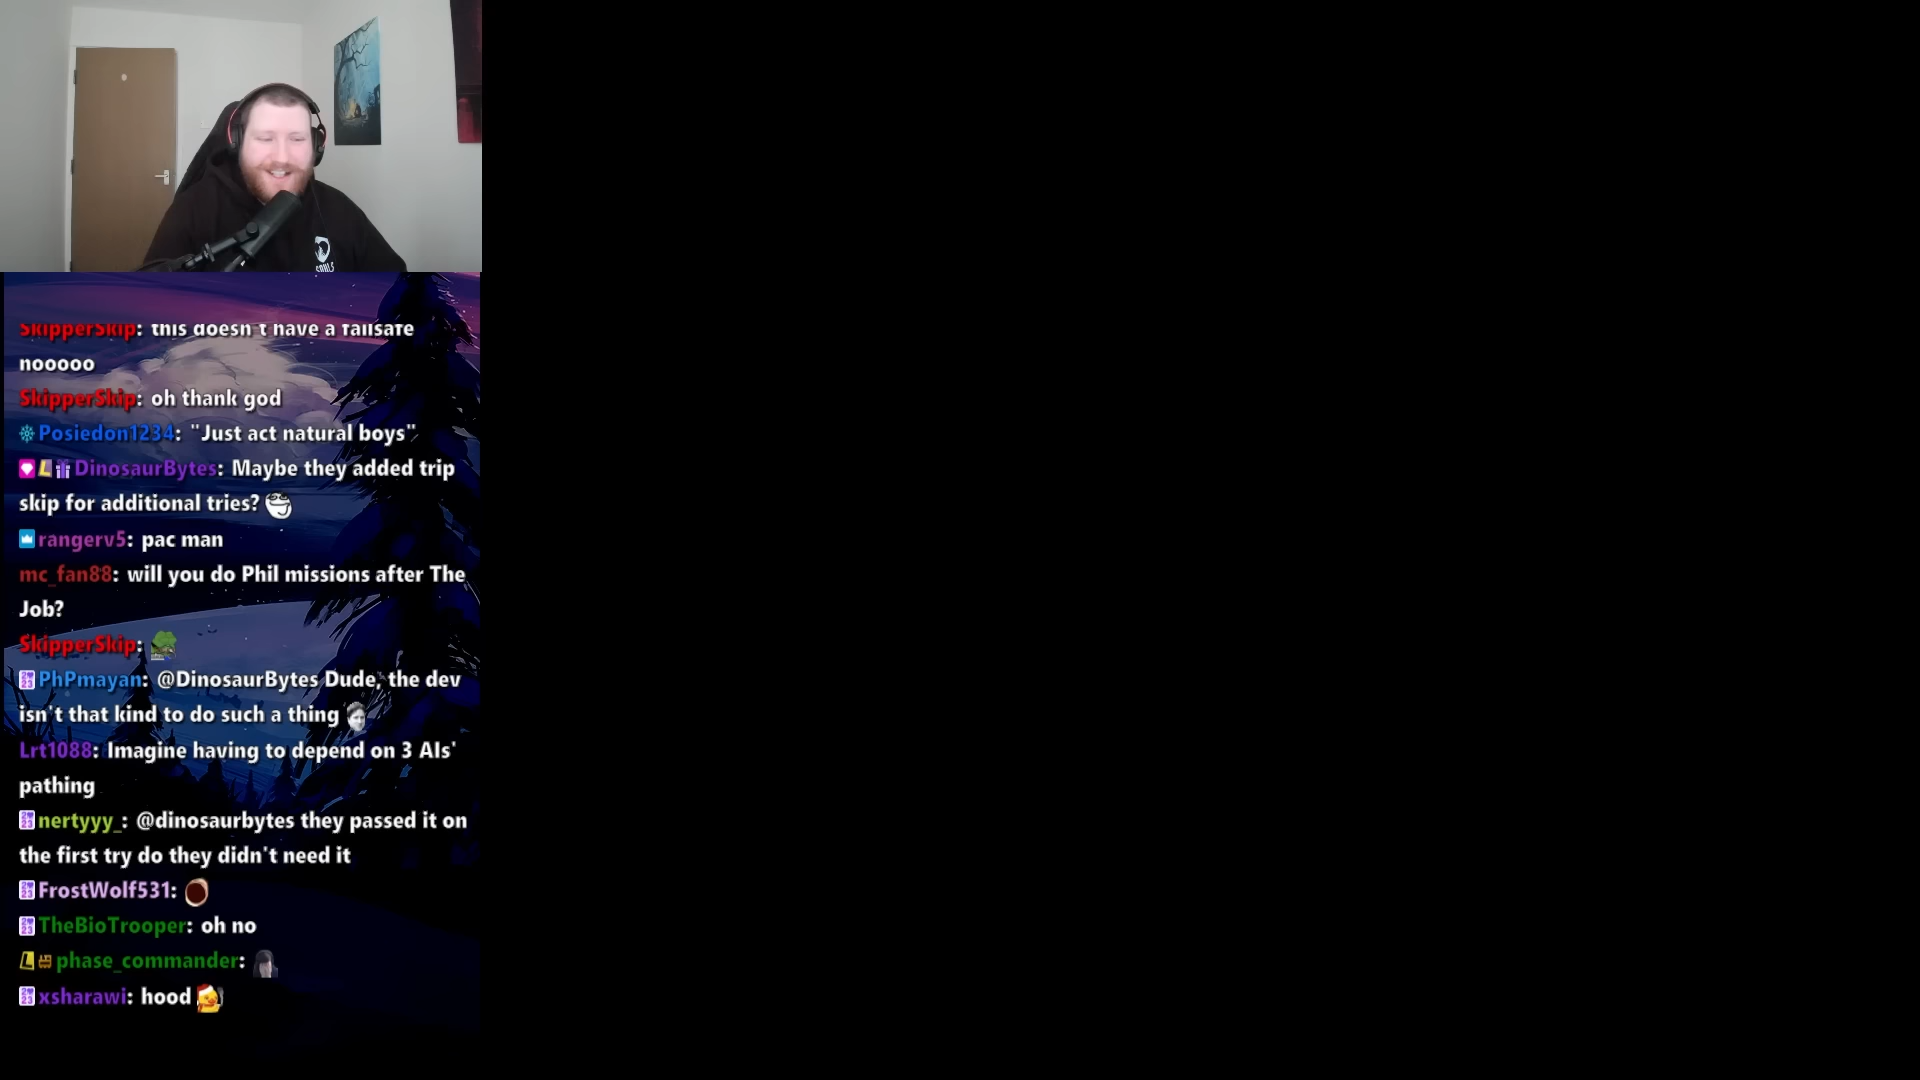 SkipperSkip: this doesn't have a failsafe
nooooo
SkipperSkip: oh thank god
Posiedon1234: "Just act natural boys"
DinosaurBytes: Maybe they added trip
skip for additional tries?
rangerv5: pac man
mc_fan88: will you do Phil missions after The
Job?
SkipperSkip:
PhPmayan: @DinosaurBytes Dude, the dev
isn't that kind to do such a thing
Lrt1088: Imagine having to depend on 3 AIs'
pathing
nertyyy_: @dinosaurbytes they passed it on
the first try do they didn't need it
FrostWolf531:
TheBioTrooper: oh no
phase_commander:
xsharawi: hood